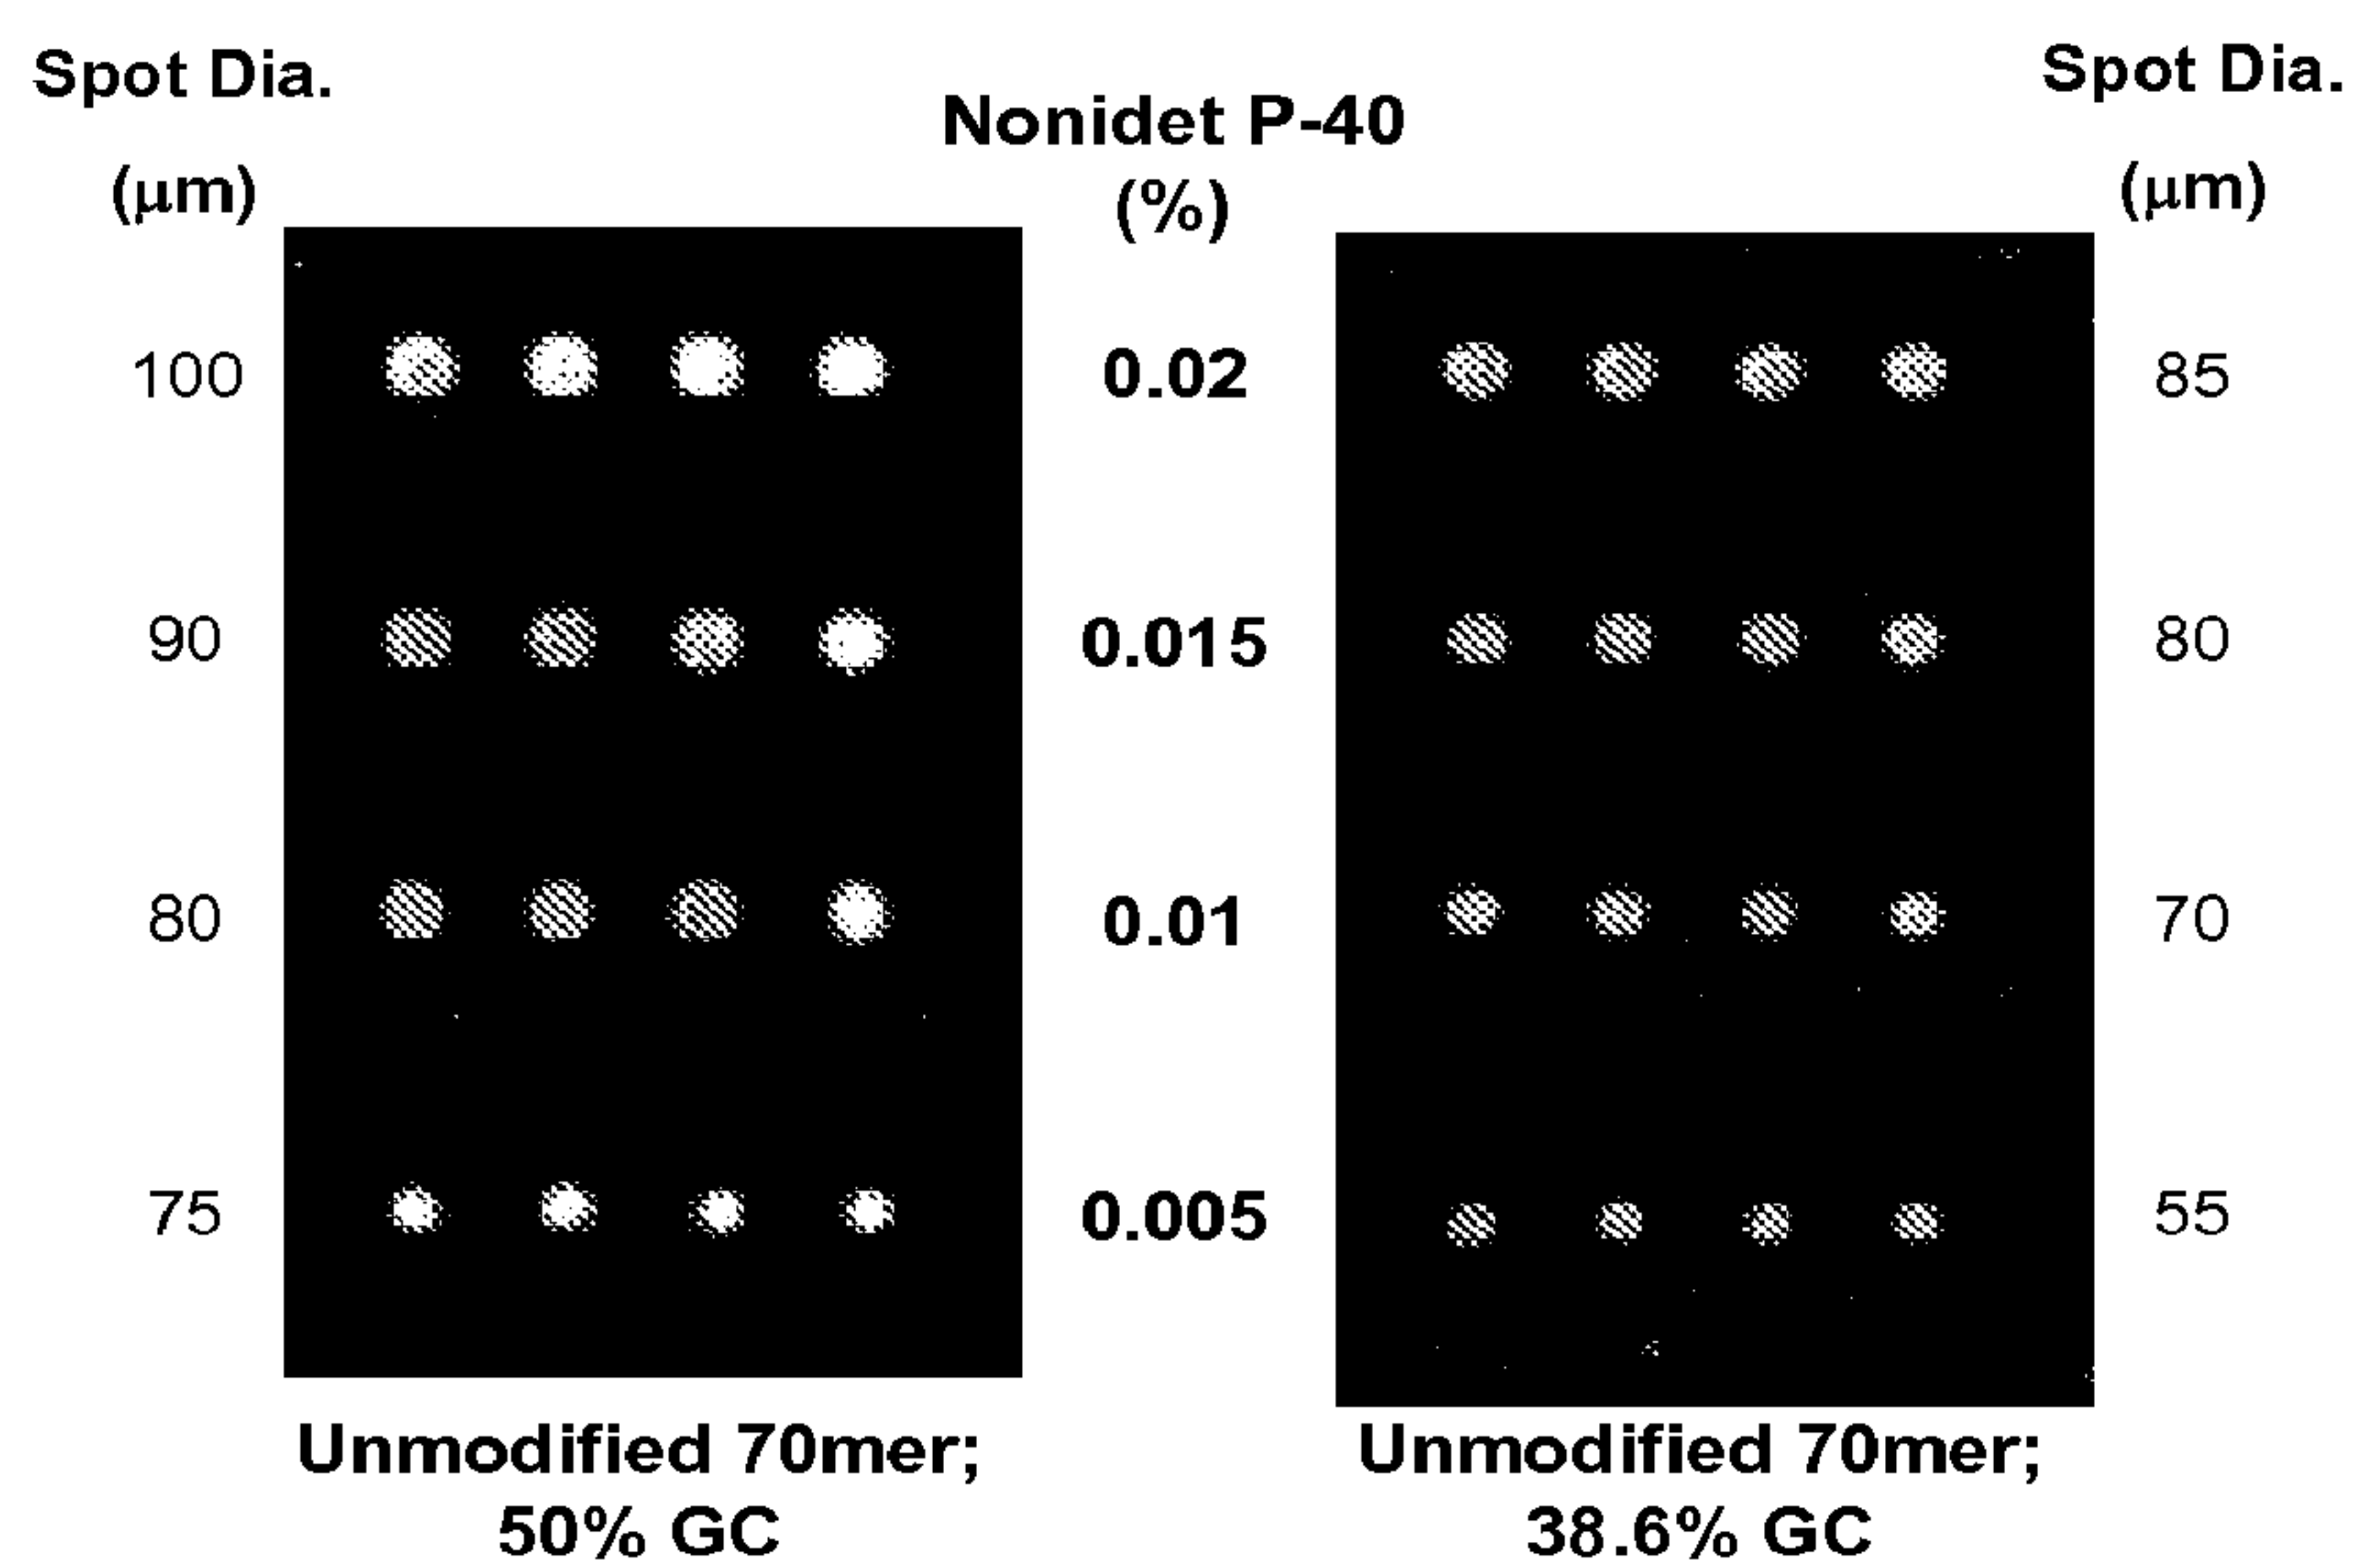 Spot Dia.
(μm)
Nonidet P-40
(%)
Spot Dia.
(μm)
100
0.02
85
90
0.015
80
80
0.01
70
75
0.005
55
Unmodified 70mer;
50% GC
Unmodified 70mer;
38.6% GC